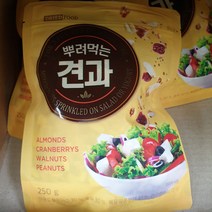 뿌려먹는
견과
SPRINKLED ON SALAD
ALMONDS
CRANBERRYS
WALNUTS
PEANUTS
250 g